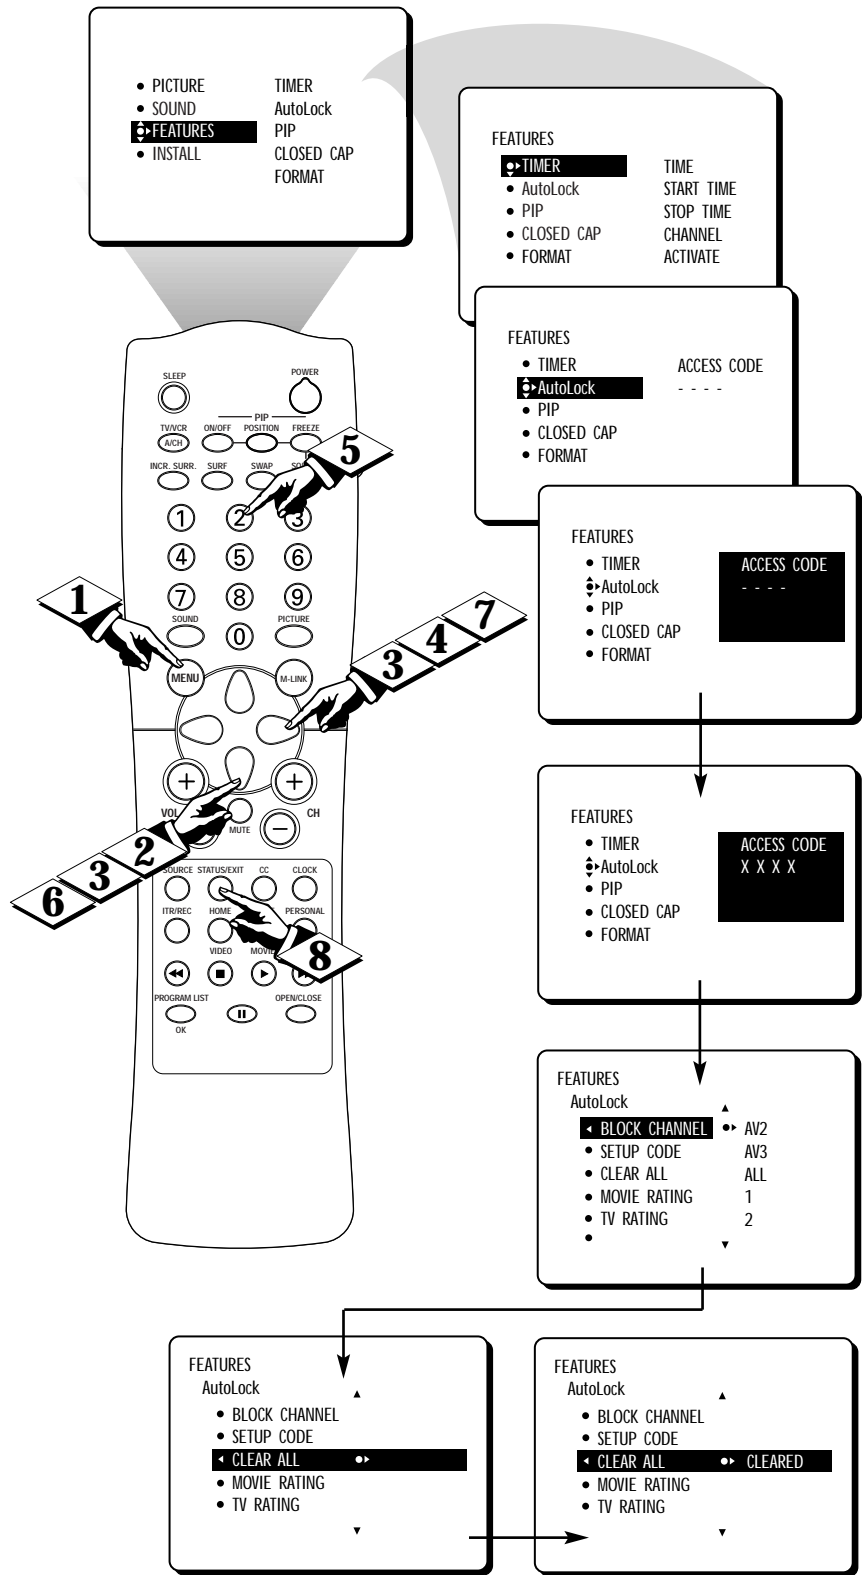 PICTURE TIMER
SOUND AutoLock
FEATURES PIP
INSTALL CLOSED CAP
FORMAT
FEATURES
TIMER TIME
AutoLock START TIME
PIP STOP TIME
CLOSED CAP CHANNEL
FORMAT ACTIVATE
FEATURES
TIMER ACCESS CODE
AutoLock - - - -
PIP
CLOSED CAP
FORMAT
SLEEP POWER
PIP
TV/VCR ON/OFF POSITION FREEZE
A/CH
5
INCR. SURR. SURF SWAP
1 2 3
4 5 6
7 8 9
SOUND 0 PICTURE
1
7
4
3
MENU M-LINK
+ +
VOL MUTE CH
−
2
3
6
SOURCE STATUS/EXIT CC CLOCK
ITR/REC HOME PERSONAL
VIDEO
8
PROGRAM LIST OPEN/CLOSE
OK
FEATURES
TIMER ACCESS CODE
AutoLock - - - -
PIP
CLOSED CAP
FORMAT
FEATURES
TIMER ACCESS CODE
AutoLock X X X X
PIP
CLOSED CAP
FORMAT
FEATURES
AutoLock
BLOCK CHANNEL AV2
SETUP CODE AV3
CLEAR ALL ALL
MOVIE RATING 1
TV RATING 2
FEATURES
AutoLock
BLOCK CHANNEL
SETUP CODE
CLEAR ALL
MOVIE RATING
TV RATING
FEATURES
AutoLock
BLOCK CHANNEL
SETUP CODE
CLEAR ALL CLEARED
MOVIE RATING
TV RATING